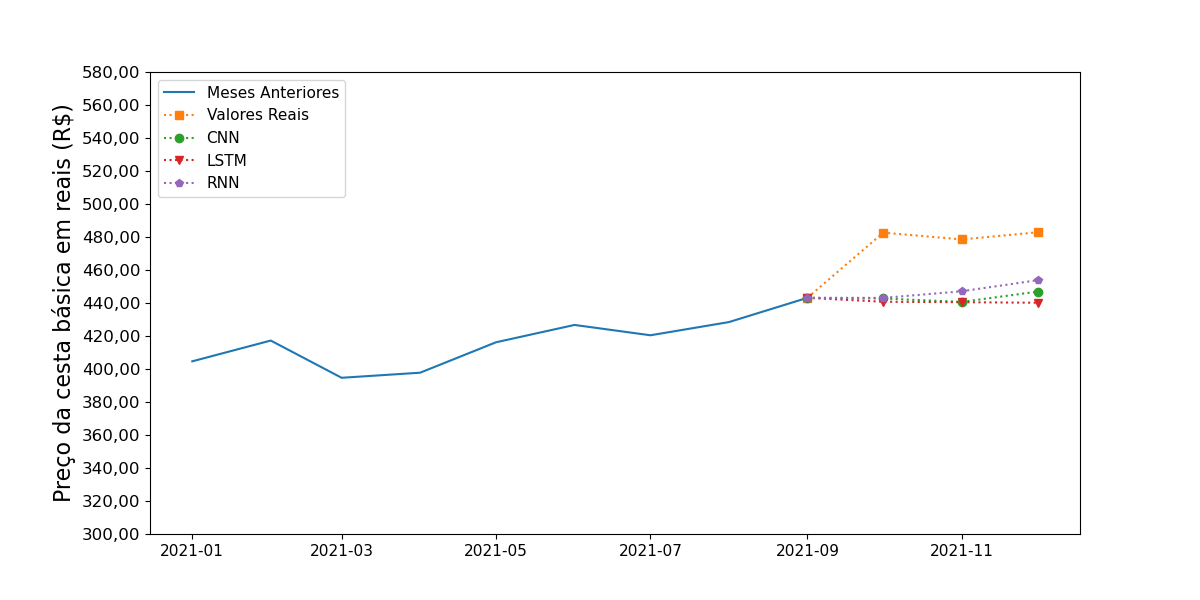 580,00
560,00
540,00
520,00
500,00
480,00
460,00
440,00
420,00
400,00
380,00
360,00
340,00
320,00
300,00
Preço da cesta básica em reais (R$)
Meses Anteriores
Valores Reais
CNN
LSTM
RNN
2021-01 2021-03 2021-05 2021-07 2021-09 2021-11